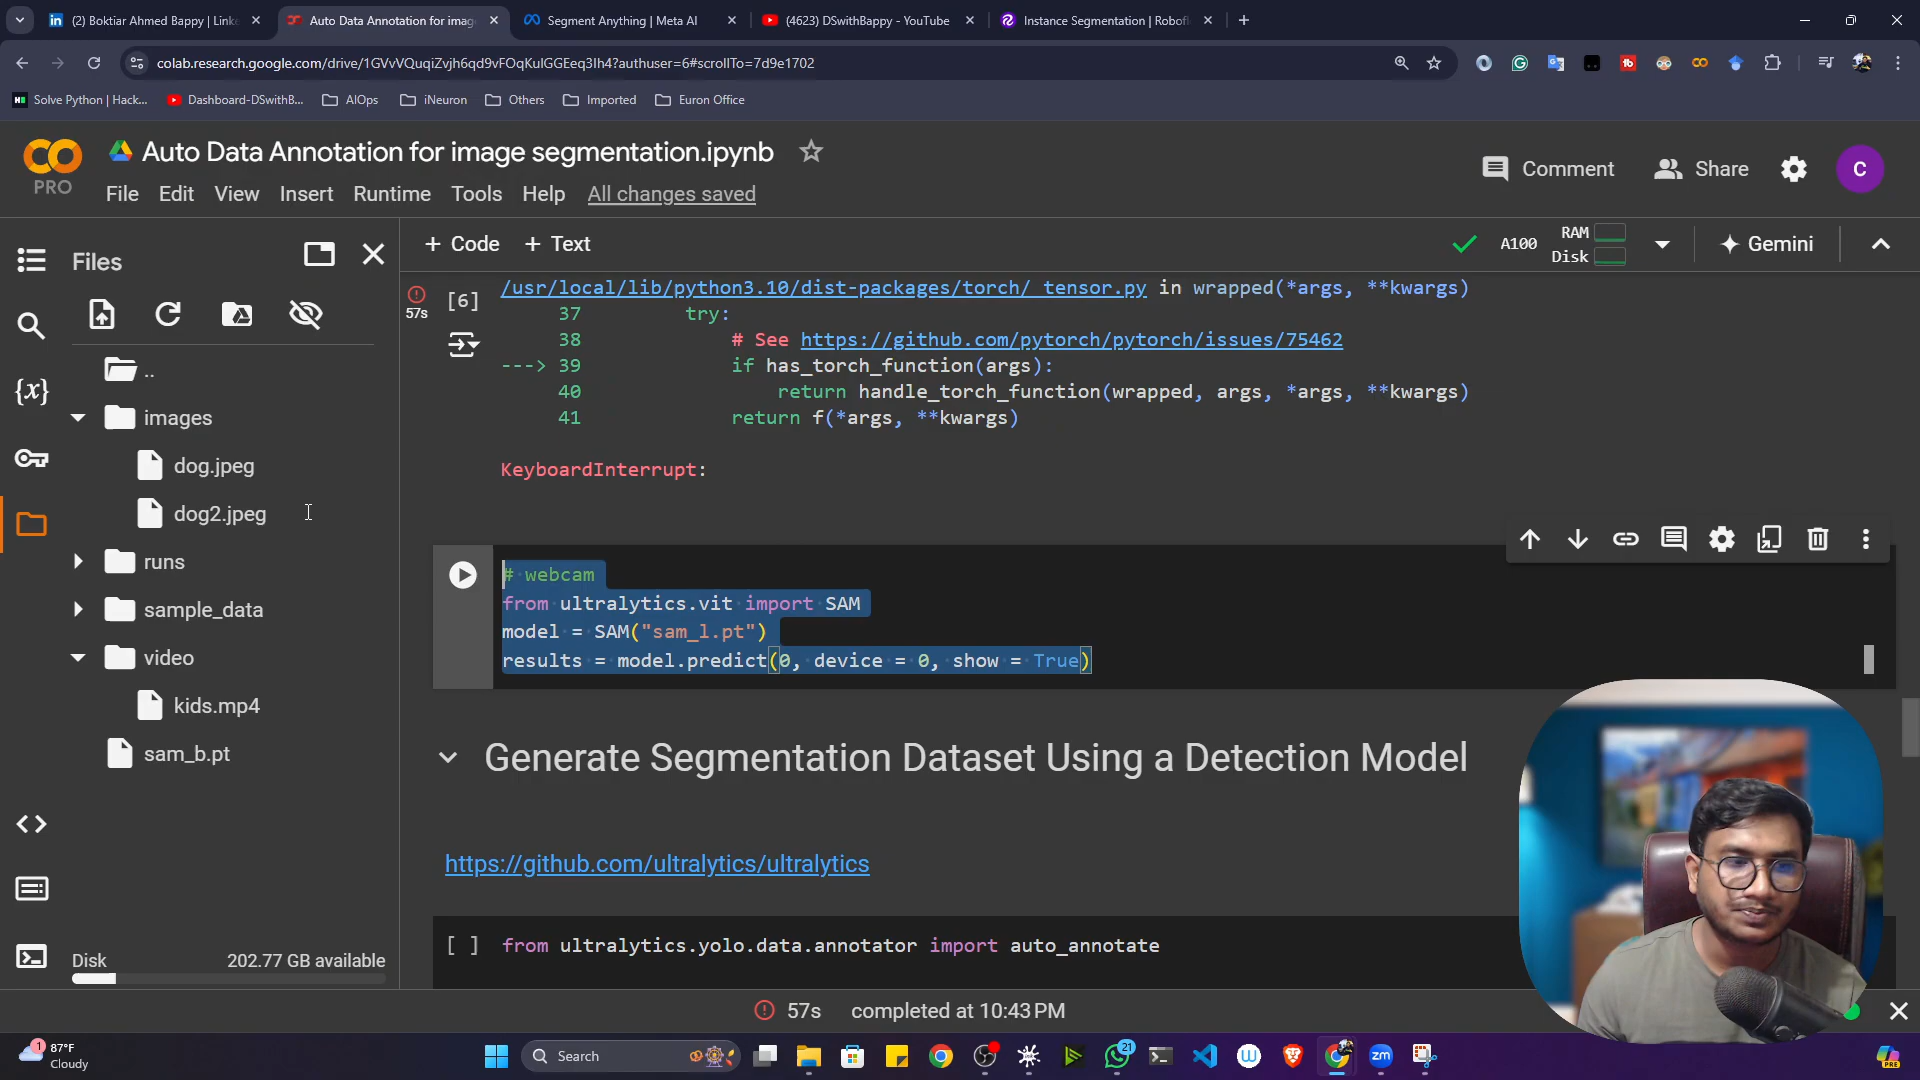 (2) Boktiar Ahmed Bappy | Linke
Auto Data Annotation for imag
Segment Anything | Meta AI
(4623) DSwithBappy - YouTube
Instance Segmentation | Robofl
colab.research.google.com/drive/1GVvVQuqiZvjh6qd9vFOqKuIGGEeq3Ih4?authuser=6#scrollTo=7d9e1702
Solve Python | Hack...
Dashboard-DSwithB...
AIOps
iNeuron
Others
Imported
Euron Office
CO
PRO
Auto Data Annotation for image segmentation.ipynb
Comment
Share
C
File Edit View Insert Runtime Tools Help All changes saved
Files
+ Code + Text
A100
RAM
Disk
Gemini
..
images
dog.jpeg
dog2.jpeg
runs
sample_data
video
kids.mp4
sam_b.pt
Disk 202.77 GB available
57s
[6]
/usr/local/lib/python3.10/dist-packages/torch/_tensor.py in wrapped(*args, **kwargs)
37 try:
38 # See https://github.com/pytorch/pytorch/issues/75462
---> 39 if has_torch_function(args):
40 return handle_torch_function(wrapped, args, *args, **kwargs)
41 return f(*args, **kwargs)
KeyboardInterrupt:
# webcam
from ultralytics.vit import SAM
model = SAM("sam_l.pt")
results = model.predict(0, device = 0, show = True)
Generate Segmentation Dataset Using a Detection Model
https://github.com/ultralytics/ultralytics
[ ] from ultralytics.yolo.data.annotator import auto_annotate
57s completed at 10:43 PM
1
87°F
Cloudy
Search
21
zm
PRE